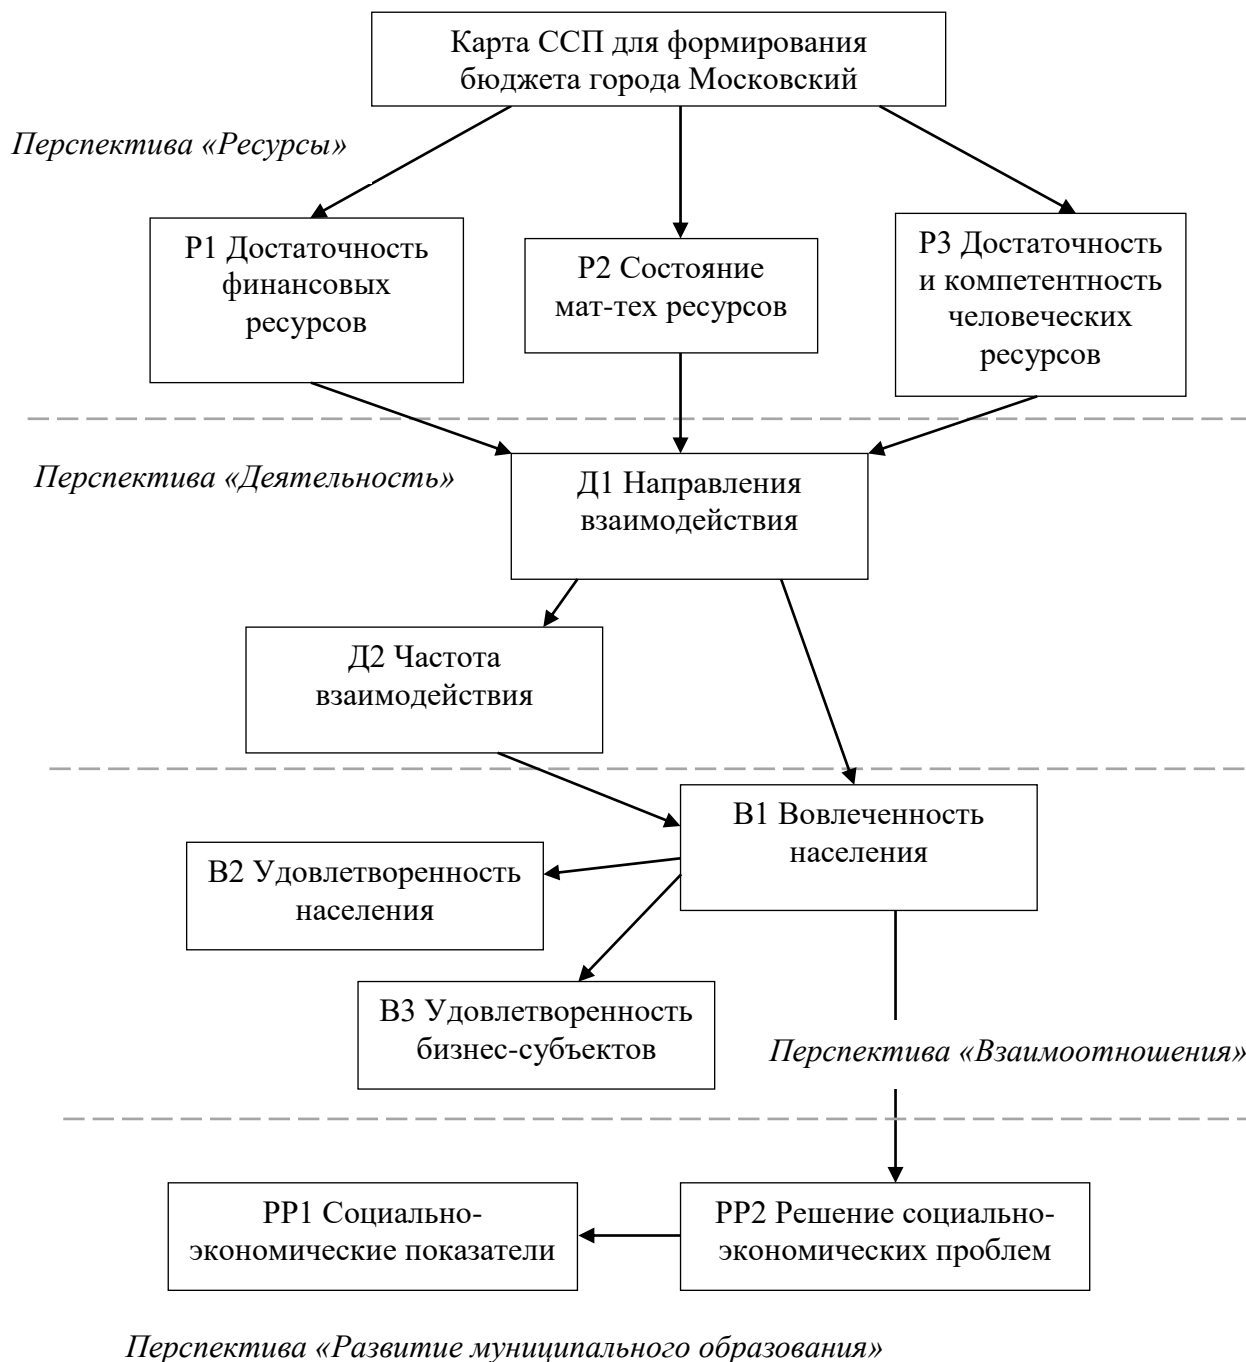 Карта ССП для формирования
бюджета города Московский
Перспектива «Ресурсы»
Р1 Достаточность
финансовых
ресурсов
Р2 Состояние
мат-тех ресурсов
Р3 Достаточность
и компетентность
человеческих
ресурсов
Перспектива «Деятельность»
Д1 Направления
взаимодействия
Д2 Частота
взаимодействия
В1 Вовлеченность
населения
В2 Удовлетворенность
населения
В3 Удовлетворенность
бизнес-субъектов
Перспектива «Взаимоотношения»
РР1 Социально-
экономические показатели
РР2 Решение социально-
экономических проблем
Перспектива «Развитие муниципального образования»